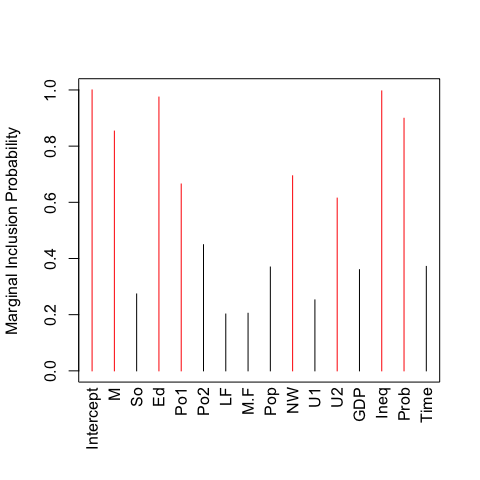 Marginal Inclusion Probability
1.0
0.8
0.6
0.4
0.2
0.0
Intercept
M
So
Ed
Po1
Po2
LF
M.F
Pop
NW
U1
U2
GDP
Ineq
Prob
Time